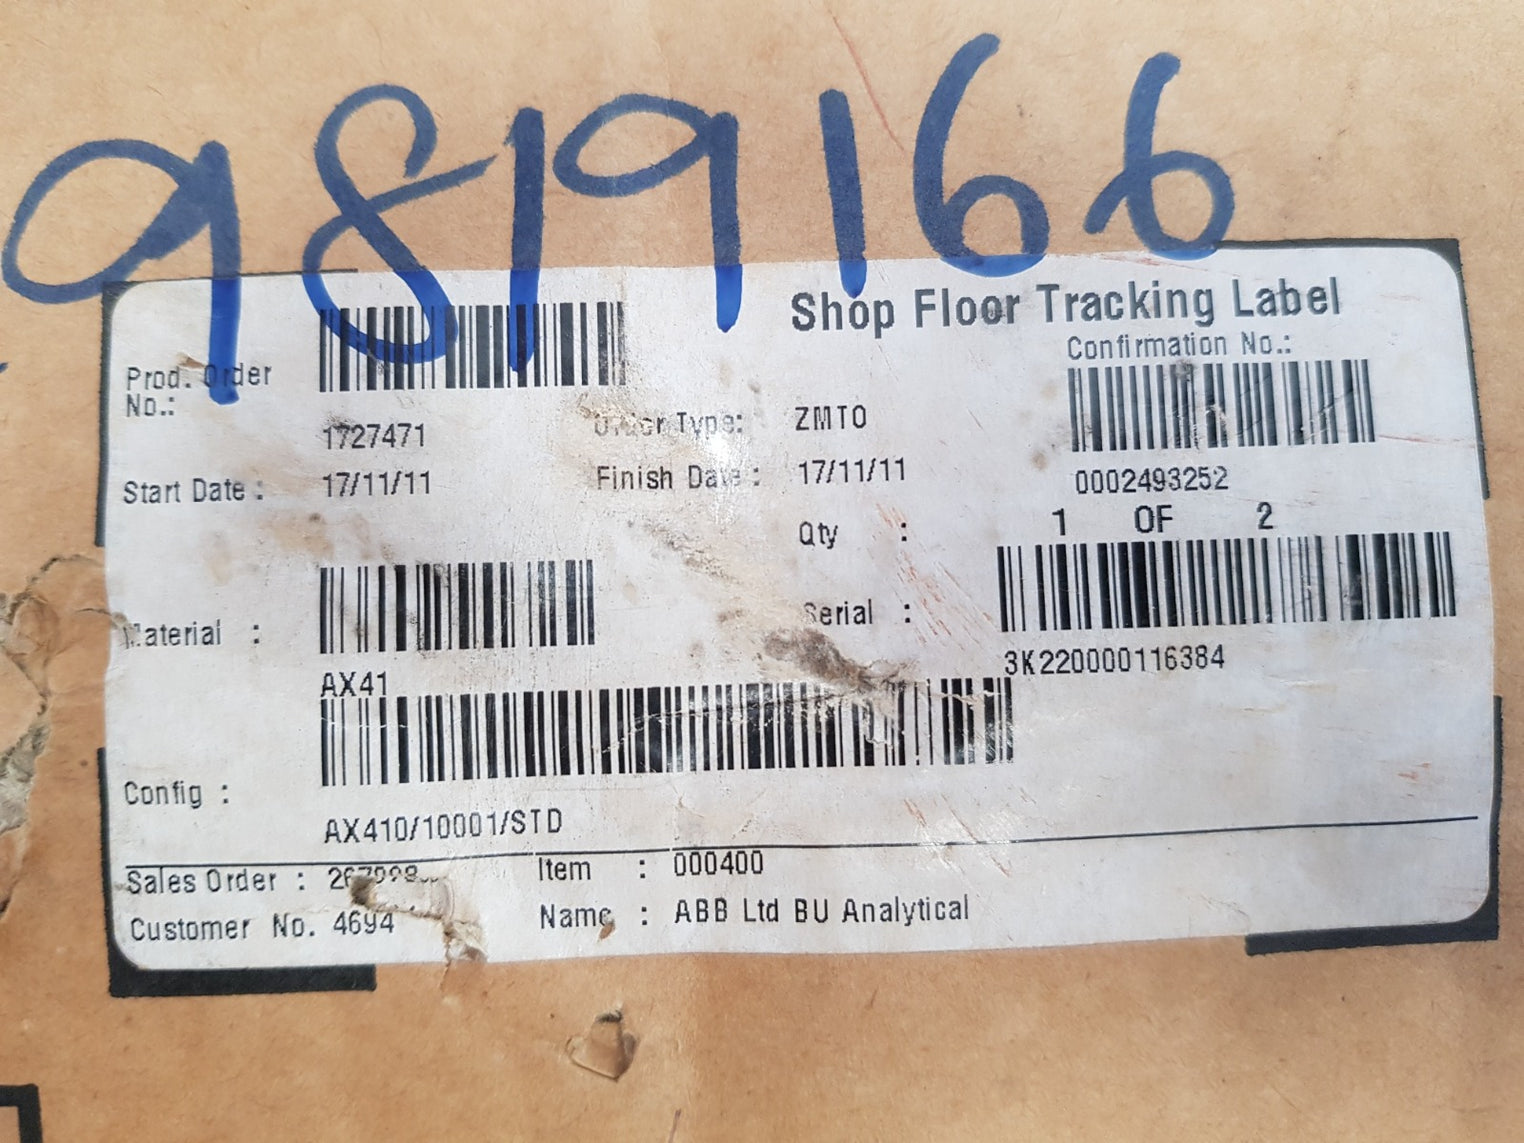 9819166
Shop Floor Tracking Label
Prod. Order
No.:
1727471
Order Type: ZMTO
Confirmation No.:
0002493252
Start Date : 17/11/11
Finish Date : 17/11/11
Qty : 1 OF 2
Material :
AX41
Serial :
3K220000116384
Config :
AX410/10001/STD
Sales Order :
Item : 000400
Customer No. 4694
Name : ABB Ltd BU Analytical